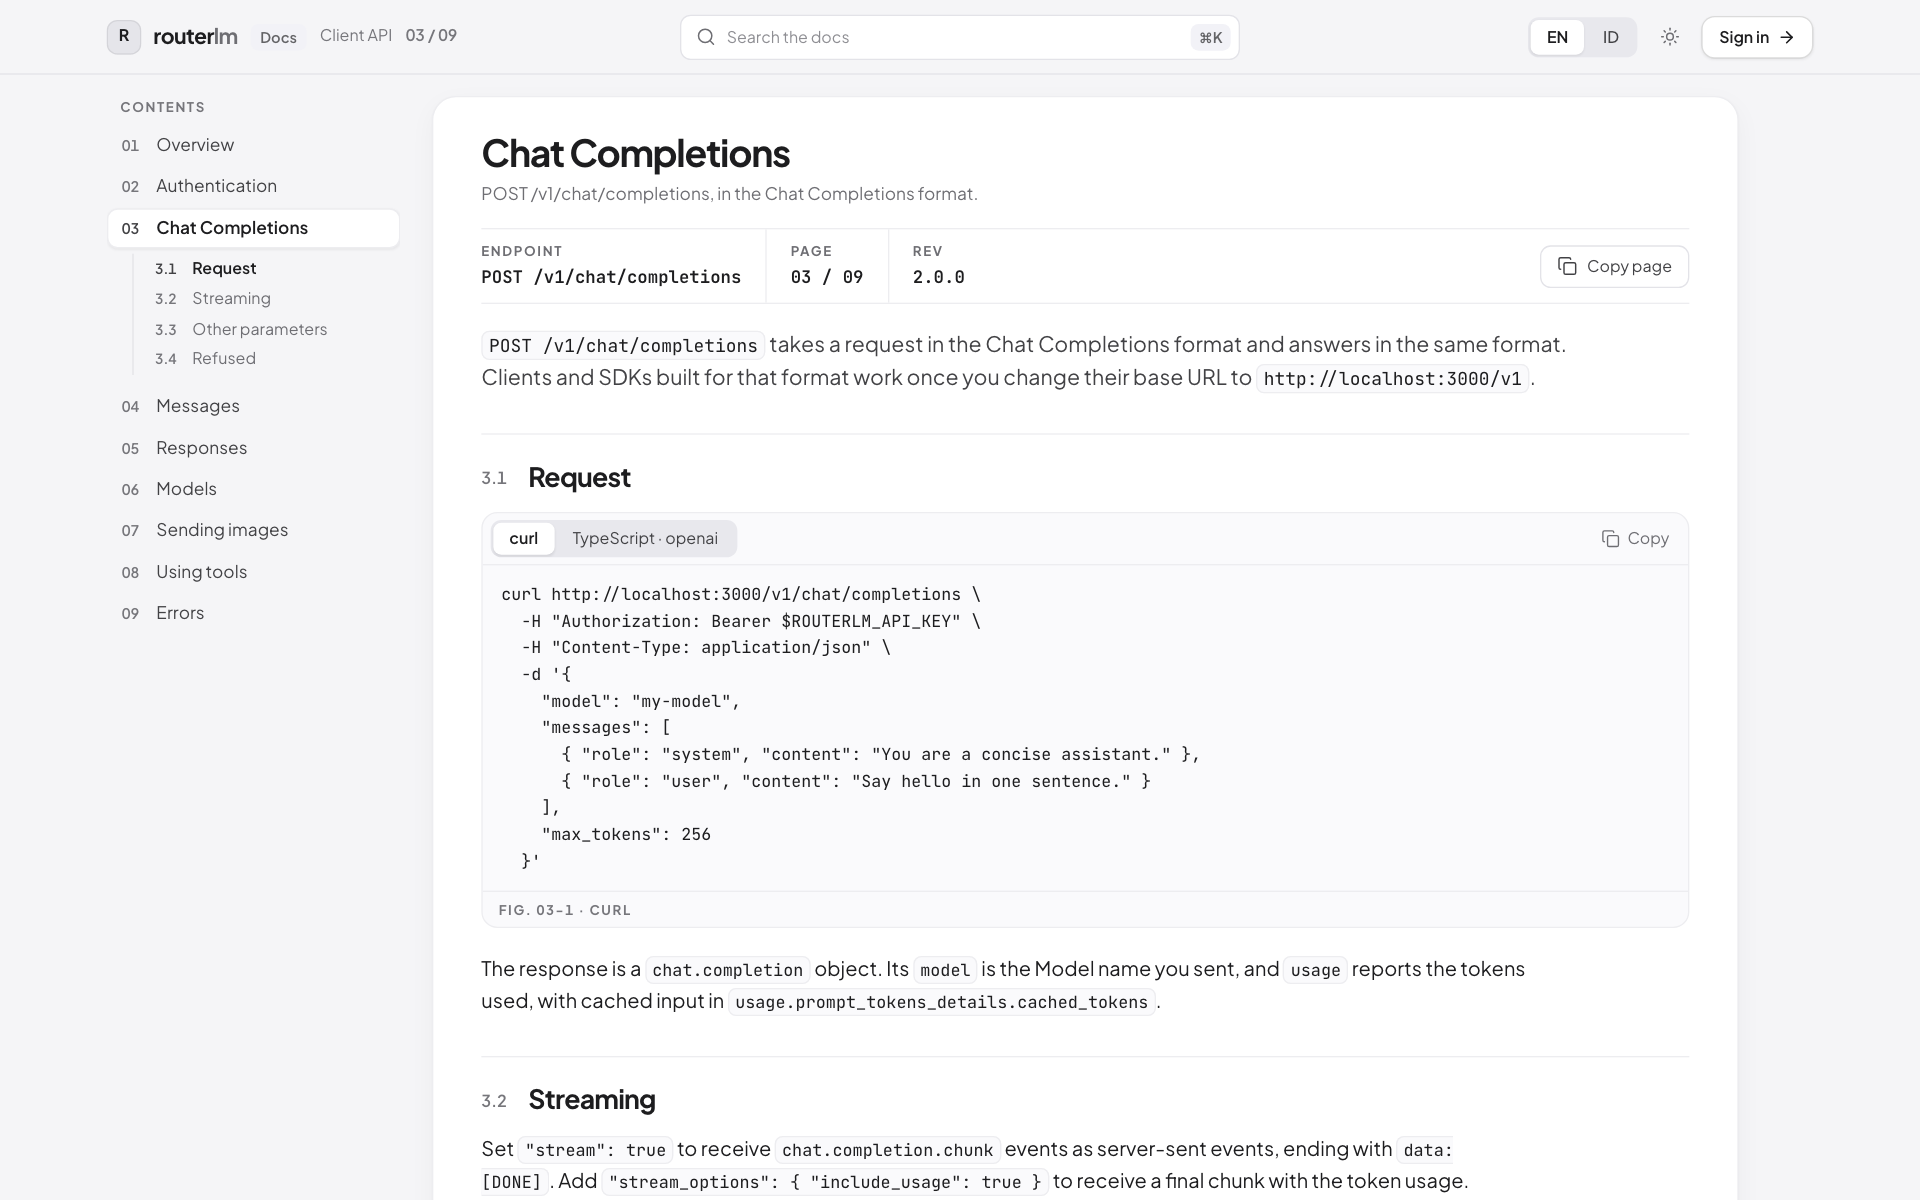 R routerlm Docs Client API 03 / 09 Search the docs ⌘K EN ID Sign in →
CONTENTS
01 Overview
02 Authentication
03 Chat Completions
3.1 Request
3.2 Streaming
3.3 Other parameters
3.4 Refused
04 Messages
05 Responses
06 Models
07 Sending images
08 Using tools
09 Errors
Chat Completions
POST /v1/chat/completions, in the Chat Completions format.
ENDPOINT PAGE REV
POST /v1/chat/completions 03 / 09 2.0.0
Copy page
POST /v1/chat/completions takes a request in the Chat Completions format and answers in the same format.
Clients and SDKs built for that format work once you change their base URL to http://localhost:3000/v1.
3.1 Request
curl TypeScript · openai Copy
curl http://localhost:3000/v1/chat/completions \
  -H "Authorization: Bearer $ROUTERLM_API_KEY" \
  -H "Content-Type: application/json" \
  -d '{
    "model": "my-model",
    "messages": [
      { "role": "system", "content": "You are a concise assistant." },
      { "role": "user", "content": "Say hello in one sentence." }
    ],
    "max_tokens": 256
  }'
FIG. 03-1 · CURL
The response is a chat.completion object. Its model is the Model name you sent, and usage reports the tokens
used, with cached input in usage.prompt_tokens_details.cached_tokens.
3.2 Streaming
Set "stream": true to receive chat.completion.chunk events as server-sent events, ending with data:
[DONE]. Add "stream_options": { "include_usage": true } to receive a final chunk with the token usage.